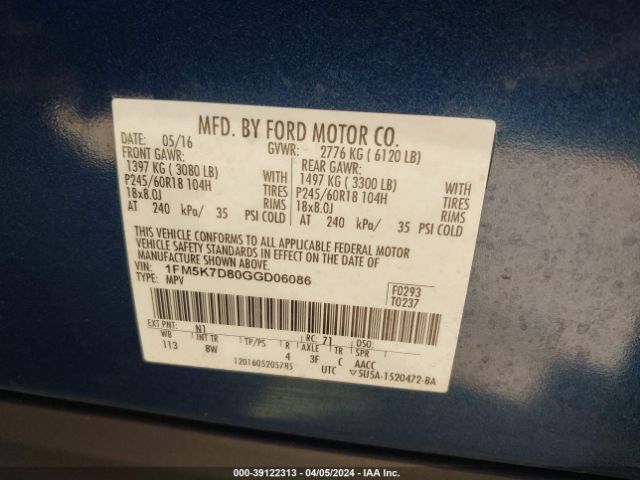 MFD. BY FORD MOTOR CO.
DATE: 05/16 GVWR: 2776 KG ( 6120 LB)
FRONT GAWR: REAR GAWR:
1397 KG ( 3080 LB) WITH 1497 KG ( 3300 LB) WITH
P245/60R18 104H TIRES P245/60R18 104H TIRES
18x8.0J RIMS 18x8.0J RIMS
AT 240 kPa/ 35 PSI COLD AT 240 kPa/ 35 PSI COLD
THIS VEHICLE CONFORMS TO ALL APPLICABLE FEDERAL MOTOR
VEHICLE SAFETY STANDARDS IN EFFECT ON THE DATE OF
MANUFACTURE SHOWN ABOVE.
VIN: 1FM5K7D80GGD06086 F0293
TYPE: MPV T0237
EXT PNT: N1 RC: 71 DSO:
WB INT TR TP/PS R AXLE TR SPR
113 8W 4 3F C AACC
1201605205785 UTC 5U5A-1520472-BA
000-39122313 - 04/05/2024 - IAA Inc.